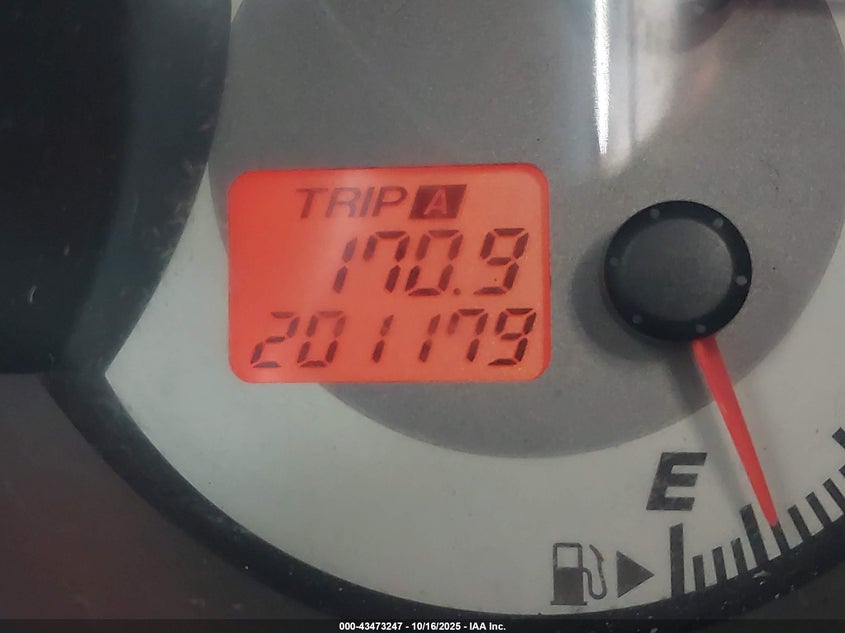 TRIP A
170.9
201179
E
000-43473247 - 10/16/2025 - IAA Inc.